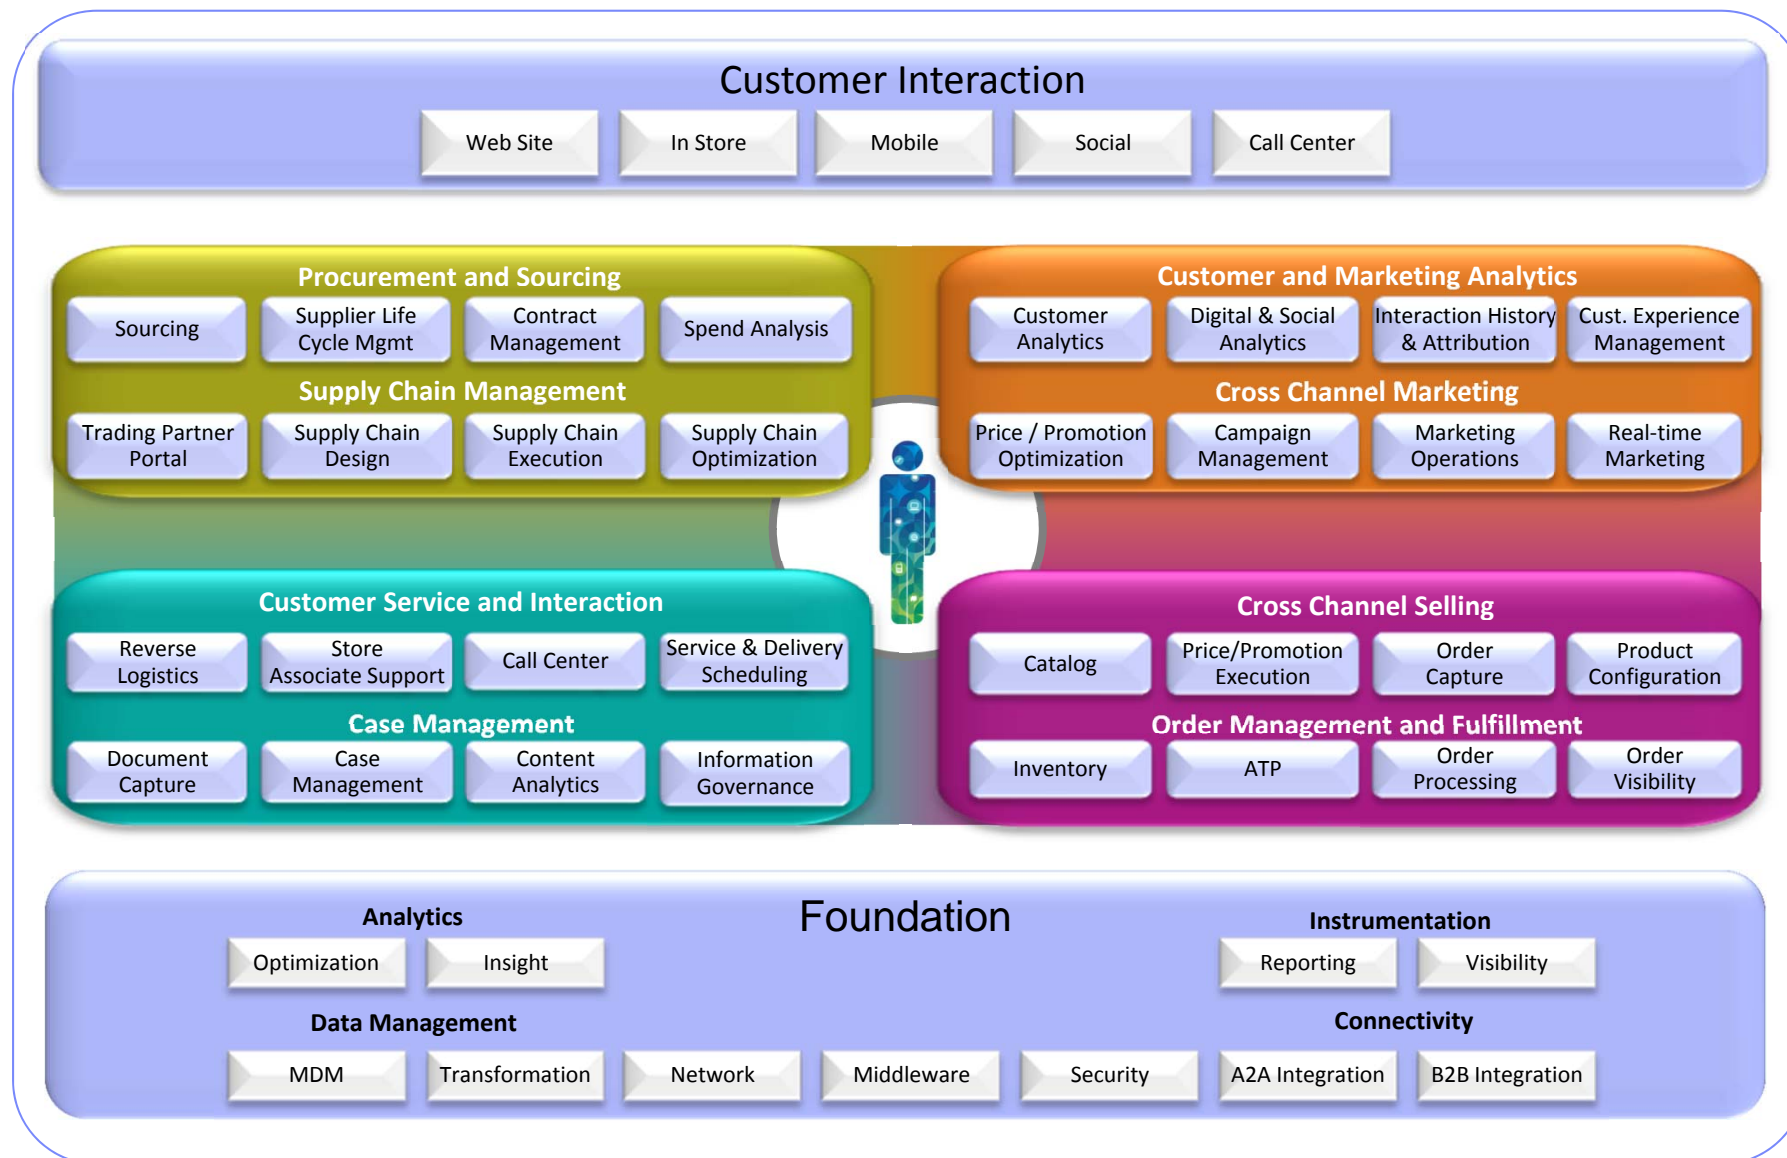 Customer Interaction
Web Site
In Store
Mobile
Social
Call Center
Procurement and Sourcing
Sourcing
Supplier Life
Cycle Mgmt
Contract
Management
Spend Analysis
Supply Chain Management
Trading Partner
Portal
Supply Chain
Design
Supply Chain
Execution
Supply Chain
Optimization
Customer and Marketing Analytics
Customer
Analytics
Digital & Social
Analytics
Interaction History
& Attribution
Cust. Experience
Management
Cross Channel Marketing
Price / Promotion
Optimization
Campaign
Management
Marketing
Operations
Real-time
Marketing
Customer Service and Interaction
Reverse
Logistics
Store
Associate Support
Call Center
Service & Delivery
Scheduling
Case Management
Document
Capture
Case
Management
Content
Analytics
Information
Governance
Cross Channel Selling
Catalog
Price/Promotion
Execution
Order
Capture
Product
Configuration
Order Management and Fulfillment
Inventory
ATP
Order
Processing
Order
Visibility
Foundation
Analytics
Optimization
Insight
Instrumentation
Reporting
Visibility
Data Management
Connectivity
MDM
Transformation
Network
Middleware
Security
A2A Integration
B2B Integration